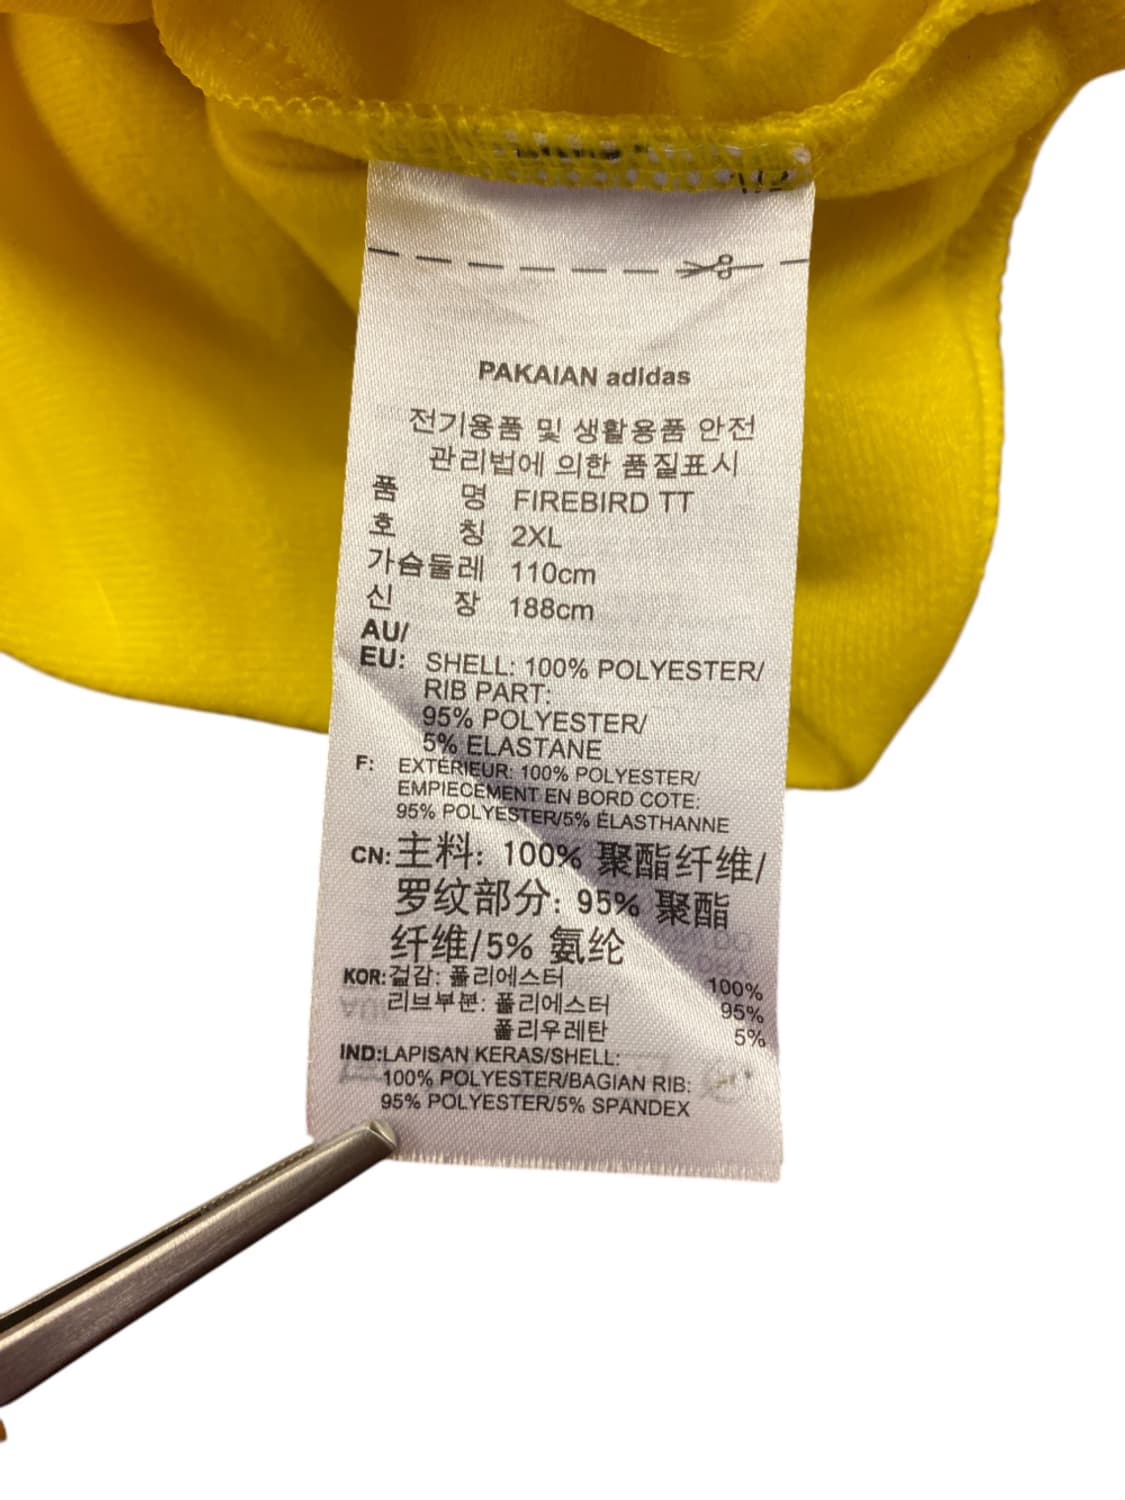 PAKAIAN adidas
전기용품 및 생활용품 안전
관리법에 의한 품질표시
품 명 FIREBIRD TT
호 칭 2XL
가슴둘레 110cm
신 장 188cm
AU/
EU: SHELL: 100% POLYESTER/
RIB PART:
95% POLYESTER/
5% ELASTANE
F: EXTÉRIEUR: 100% POLYESTER/
EMPIECEMENT EN BORD COTE:
95% POLYESTER/5% ÉLASTHANNE
CN: 主料: 100% 聚酯纤维/
罗纹部分: 95% 聚酯
纤维/5% 氨纶
KOR: 겉감: 폴리에스터 100%
리브부분: 폴리에스터 95%
폴리우레탄 5%
IND: LAPISAN KERAS/SHELL:
100% POLYESTER/BAGIAN RIB:
95% POLYESTER/5% SPANDEX